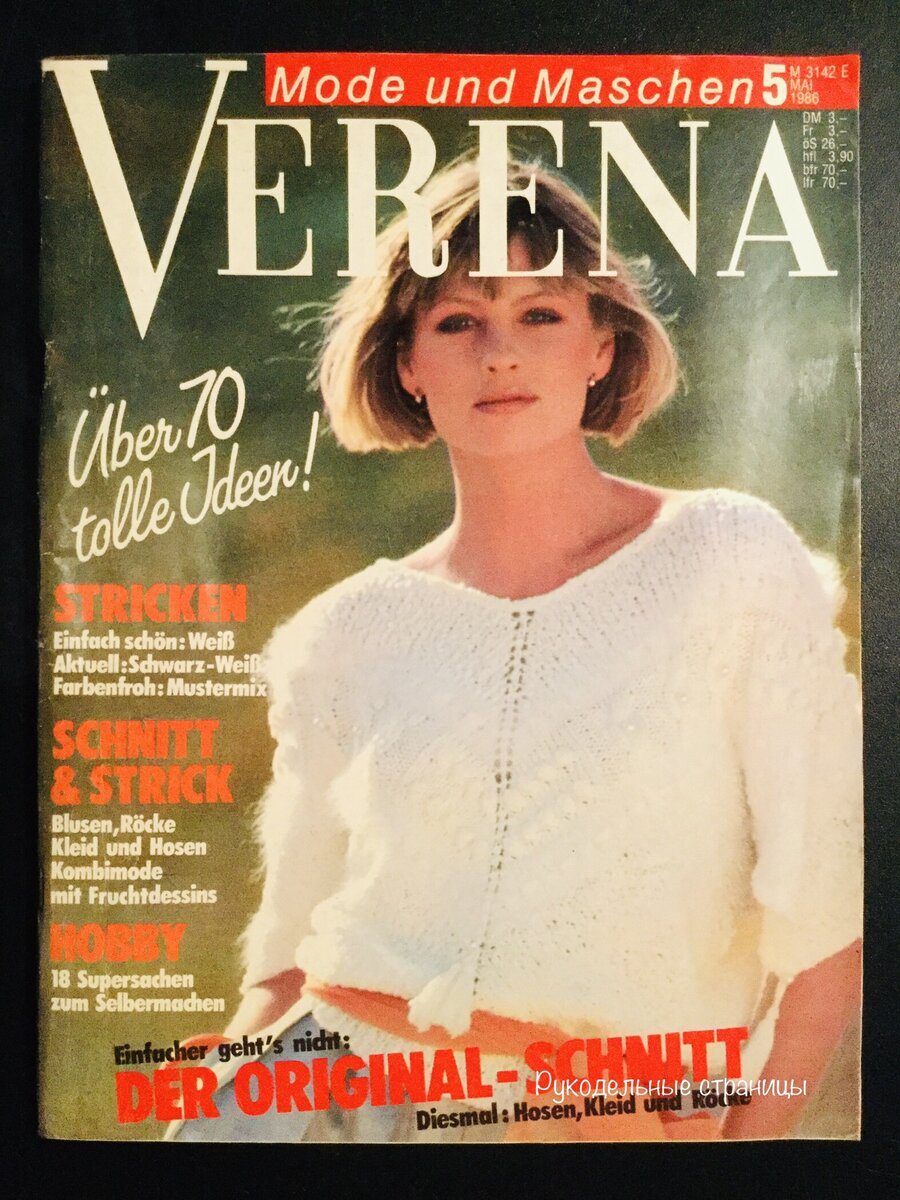 Mode und Maschen 5
M 3142 E
MAI
1986
VERENA
DM 3,–
Fr 3,–
öS 26,–
hfl 3,90
bfr 70,–
lfr 70,–
Über 70
tolle Ideen!
STRICKEN
Einfach schön: Weiß
Aktuell: Schwarz-Weiß
Farbenfroh: Mustermix
SCHNITT
& STRICK
Blusen, Röcke
Kleid und Hosen
Kombimode
mit Fruchtdessins
HOBBY
18 Supersachen
zum Selbermachen
Einfacher geht's nicht:
DER ORIGINAL-SCHNITT
Рукодельные страницы
Diesmal: Hosen, Kleid und Röcke